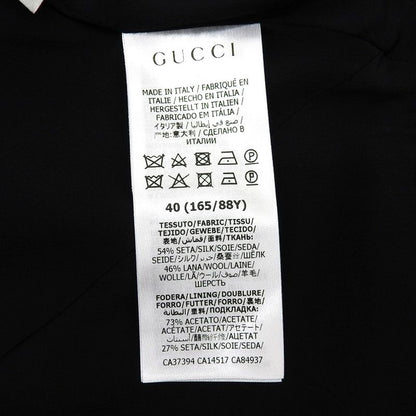 GUCCI
MADE IN ITALY / FABRIQUÉ EN
ITALIE / HECHO EN ITALIA /
HERGESTELLT IN ITALIEN /
FABRICADO EM ITÁLIA /
イタリア製 / صنع في إيطاليا /
产地:意大利 / СДЕЛАНО В
ИТАЛИИ
40 (165/88Y)
TESSUTO/FABRIC/TISSU/
TEJIDO/GEWEBE/TECIDO/
表地/قماش/面料/ТКАНЬ:
54% SETA/SILK/SOIE/SEDA/
SEIDE/シルク/حرير/桑蚕丝/ШЁЛК
46% LANA/WOOL/LAINE/
WOLLE/LÃ/ウール/صوف/羊毛/
ШЕРСТЬ
FODERA/LINING/DOUBLURE/
FORRO/FUTTER/FORRO/裏地/
البطانة/里料/ПОДКЛАДКА:
73% ACETATO/ACETATE/
ACÉTATE/ACETAT/アセテート/
أسيتات/醋纤/АЦЕТАТ
27% SETA/SILK/SOIE/SEDA/
CA37394 CA14517 CA84937